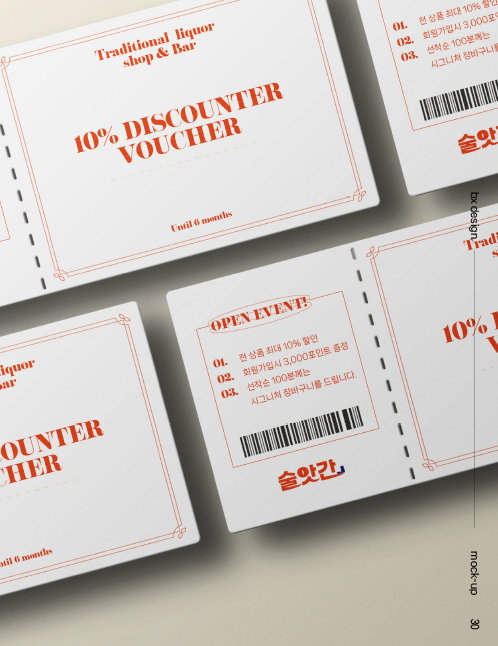 Traditional liquor
shop & Bar
10% DISCOUNTER
VOUCHER
Until 6 months
01. 전 상품 최대 10% 할인
02. 회원가입시 3,000포인
03. 선착순 100분께는
시그니처 장바구니를
술앗
bx design
OPEN EVENT!
01. 전 상품 최대 10% 할인
02. 회원가입시 3,000포인트 증정
03. 선착순 100분께는
시그니처 장바구니를 드립니다.
술앗간
Tradi
s
10%
V
liquor
Bar
COUNTER
CHER
ntil 6 months
mock-up
30